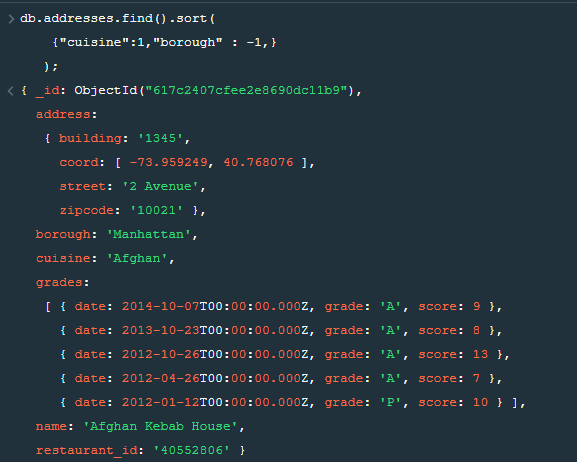 > db.addresses.find().sort(
{"cuisine":1,"borough" : -1,}
);
< { _id: ObjectId("617c2407cfee2e8690dc11b9"),
address:
{ building: '1345',
coord: [ -73.959249, 40.768076 ],
street: '2 Avenue',
zipcode: '10021' },
borough: 'Manhattan',
cuisine: 'Afghan',
grades:
[ { date: 2014-10-07T00:00:00.000Z, grade: 'A', score: 9 },
{ date: 2013-10-23T00:00:00.000Z, grade: 'A', score: 8 },
{ date: 2012-10-26T00:00:00.000Z, grade: 'A', score: 13 },
{ date: 2012-04-26T00:00:00.000Z, grade: 'A', score: 7 },
{ date: 2012-01-12T00:00:00.000Z, grade: 'P', score: 10 } ],
name: 'Afghan Kebab House',
restaurant_id: '40552806' }